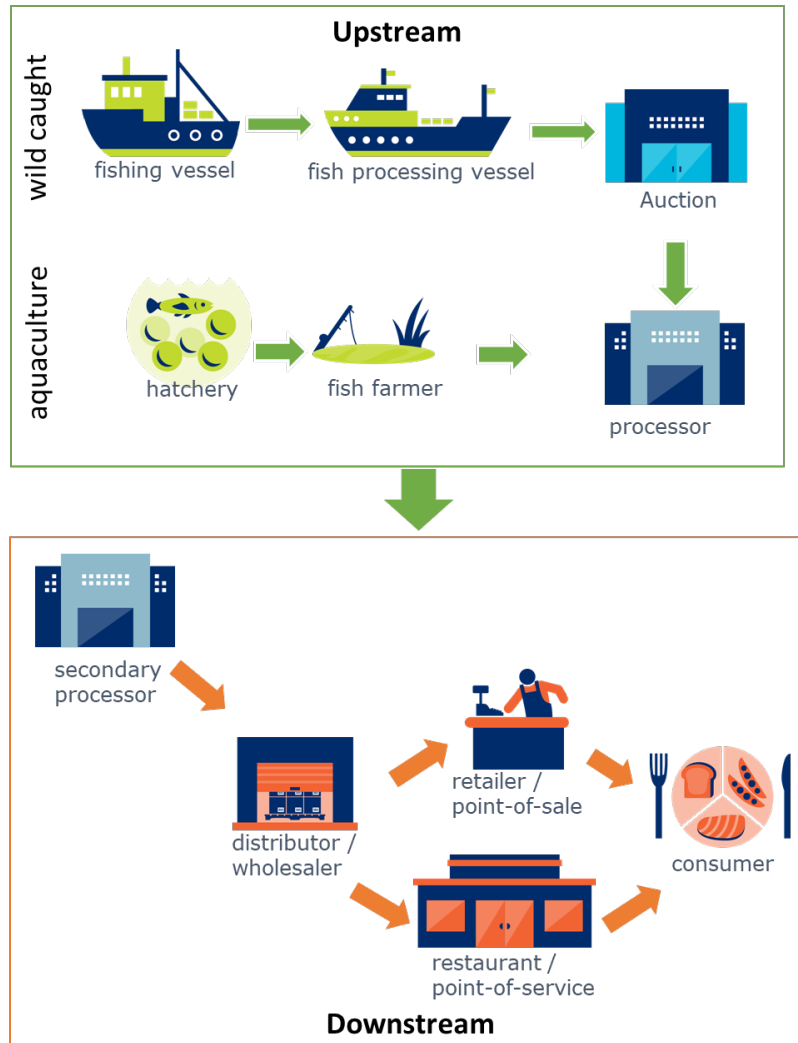 Upstream
wild caught
fishing vessel
fish processing vessel
Auction
aquaculture
hatchery
fish farmer
processor
secondary
processor
distributor /
wholesaler
retailer /
point-of-sale
consumer
restaurant /
point-of-service
Downstream